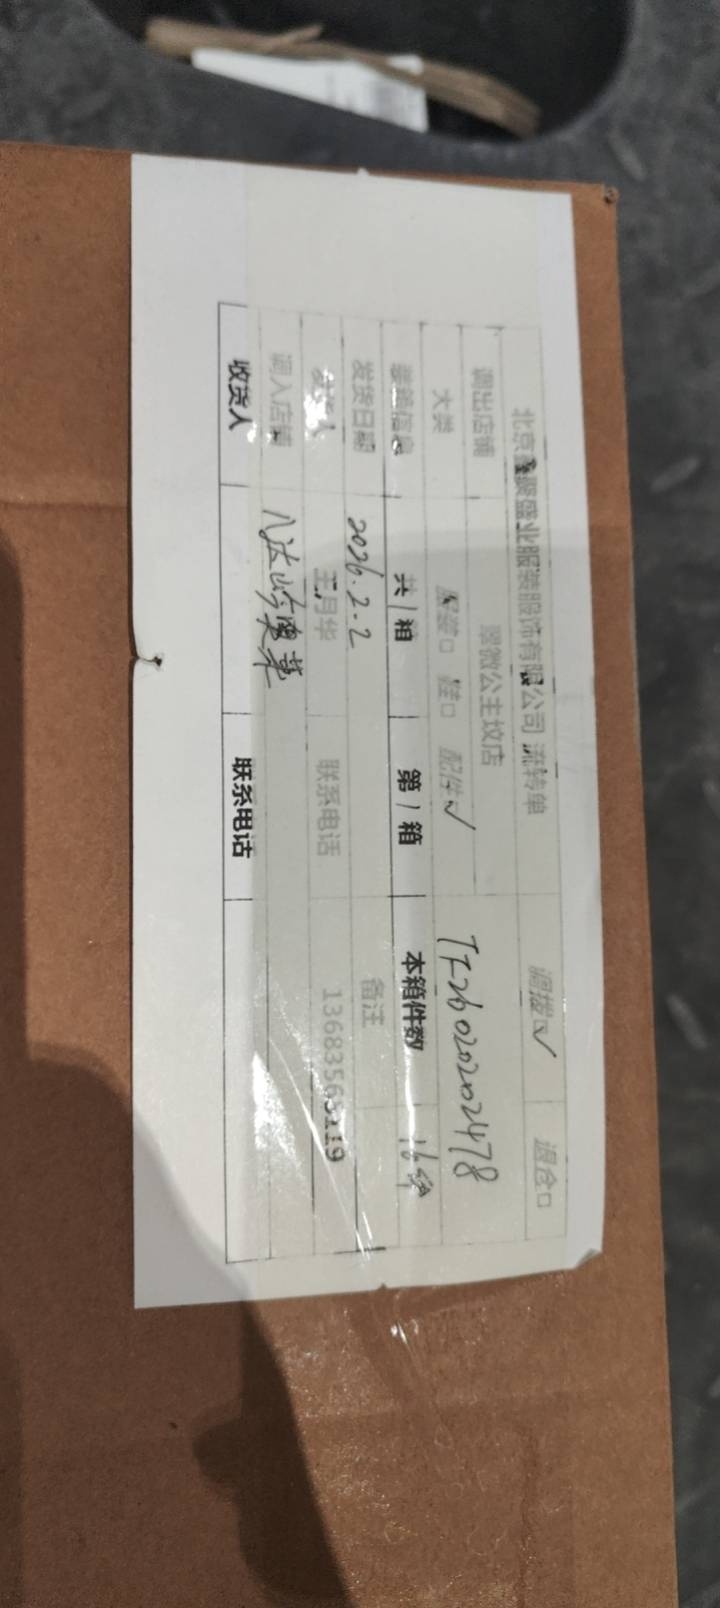 北京鑫嫒盛业服装服饰有限公司 流转单 调拨☑ 退仓□
调出店铺 翠微公主坟店 TF2602020202478
大类 服装□ 鞋□ 配件☑
装箱信息 共1箱 第1箱 本箱件数 16件
发货日期 2026.2.2 备注
发货人 王月华 联系电话 13683565119
调入店铺 八达岭奥莱
收货人 联系电话